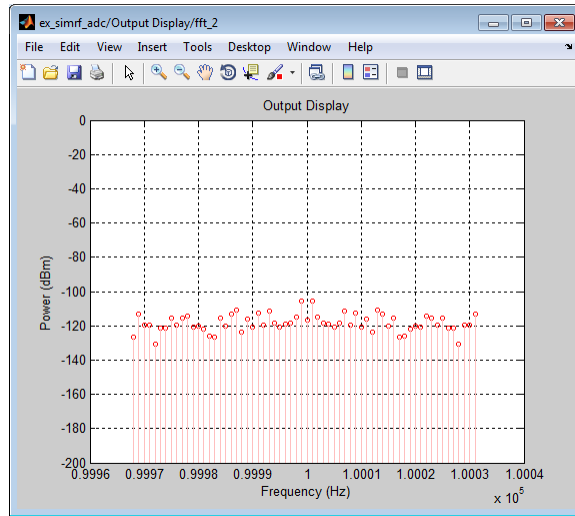 ex_simrf_adc/Output Display/fft_2
File Edit View Insert Tools Desktop Window Help
Output Display
0
-20
-40
-60
-80
-100
-120
-140
-160
-180
-200
Power (dBm)
0.9996 0.9997 0.9998 0.9999 1 1.0001 1.0002 1.0003 1.0004
Frequency (Hz)
x 10⁵